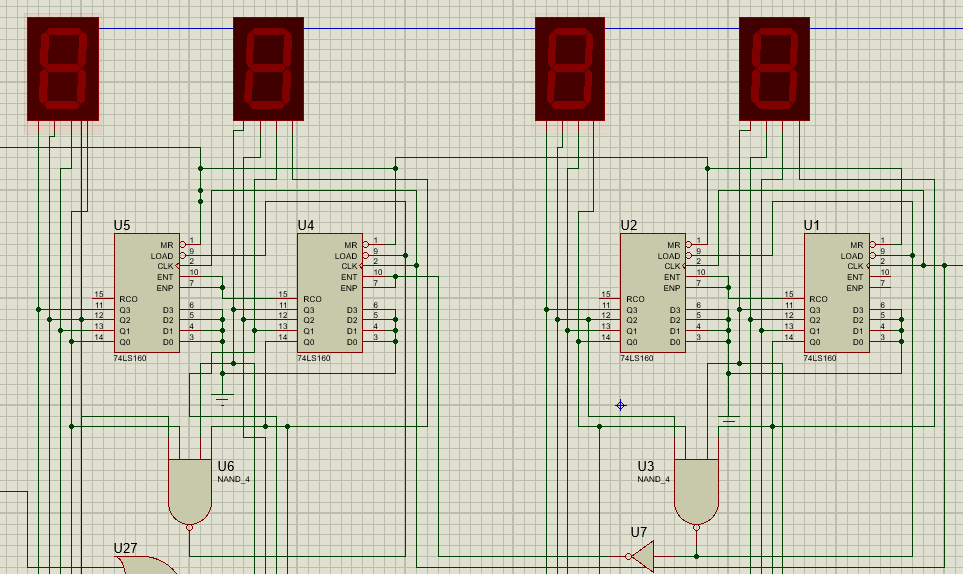 U5
MR 1
LOAD 9
CLK 2
ENT 10
ENP 7
15 RCO
11 Q3 D3 6
12 Q2 D2 5
13 Q1 D1 4
14 Q0 D0 3
74LS160
U4
MR 1
LOAD 9
CLK 2
ENT 10
ENP 7
15 RCO
11 Q3 D3 6
12 Q2 D2 5
13 Q1 D1 4
14 Q0 D0 3
74LS160
U2
MR 1
LOAD 9
CLK 2
ENT 10
ENP 7
15 RCO
11 Q3 D3 6
12 Q2 D2 5
13 Q1 D1 4
14 Q0 D0 3
74LS160
U1
MR 1
LOAD 9
CLK 2
ENT 10
ENP 7
15 RCO
11 Q3 D3 6
12 Q2 D2 5
13 Q1 D1 4
14 Q0 D0 3
74LS160
U6
NAND_4
U3
NAND_4
U7
U27